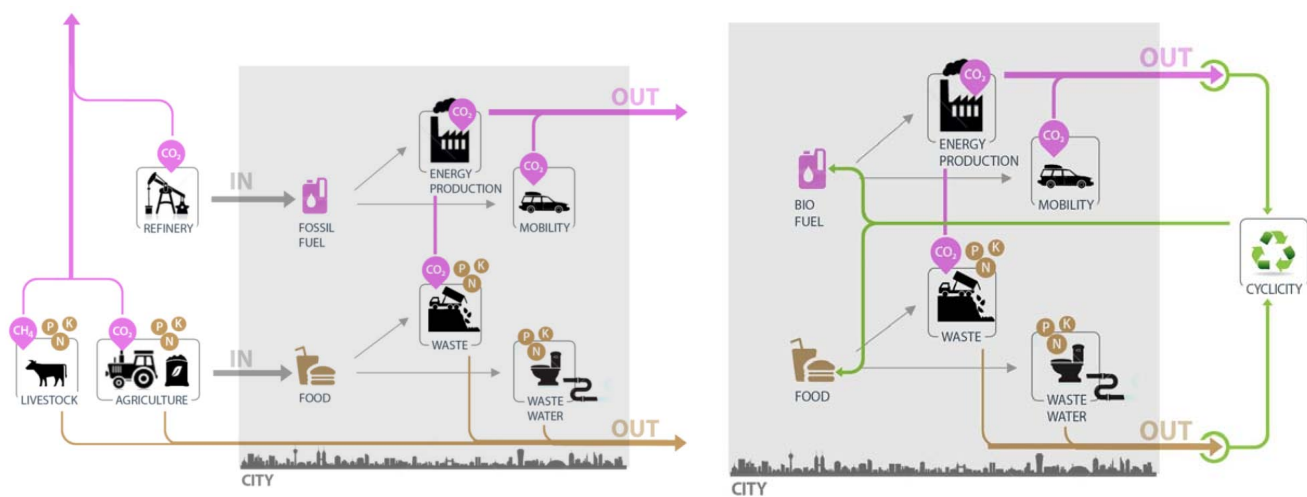 OUT
CO2
CO2
ENERGY
PRODUCTION
CO2
REFINERY
IN
FOSSIL
FUEL
MOBILITY
CO2
P
K
N
WASTE
CH4
P
K
N
LIVESTOCK
CO2
P
K
N
AGRICULTURE
IN
FOOD
P
K
N
WASTE
WATER
OUT
CITY
OUT
CO2
ENERGY
PRODUCTION
CO2
MOBILITY
BIO
FUEL
CO2
P
K
N
WASTE
CYCLICITY
FOOD
P
K
N
WASTE
WATER
OUT
CITY